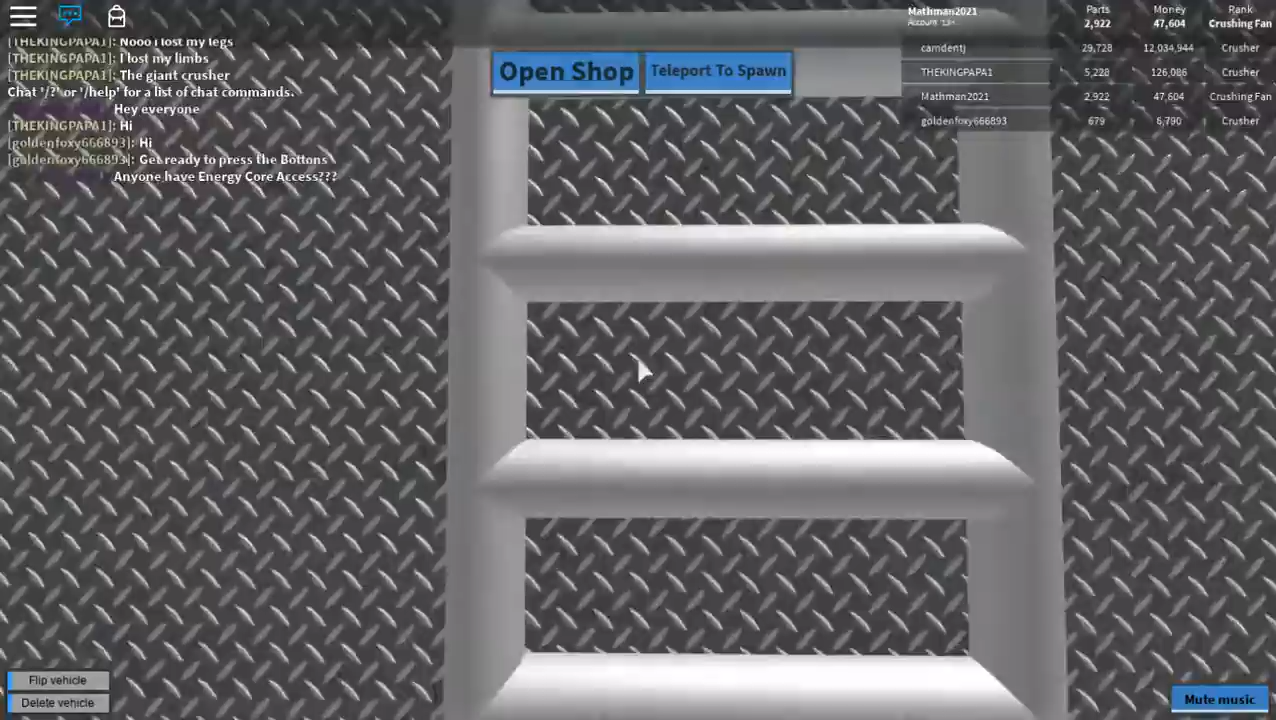 [THEKINGPAPA1]: Nooo i lost my legs
[THEKINGPAPA1]: I lost my limbs
[THEKINGPAPA1]: The giant crusher
Chat '/?' or '/help' for a list of chat commands.
Hey everyone
[THEKINGPAPA1]: Hi
[goldenfoxy666893]: Hi
[goldenfoxy666893]: Get ready to press the Bottons
Anyone have Energy Core Access???
Open Shop
Teleport To Spawn
Mathman2021 Parts Money Rank
Account: 13+ 2,922 47,604 Crushing Fan
camdentj 29,728 12,034,944 Crusher
THEKINGPAPA1 5,228 126,086 Crusher
Mathman2021 2,922 47,604 Crushing Fan
goldenfoxy666893 679 6,790 Crusher
Flip vehicle
Delete vehicle
Mute music